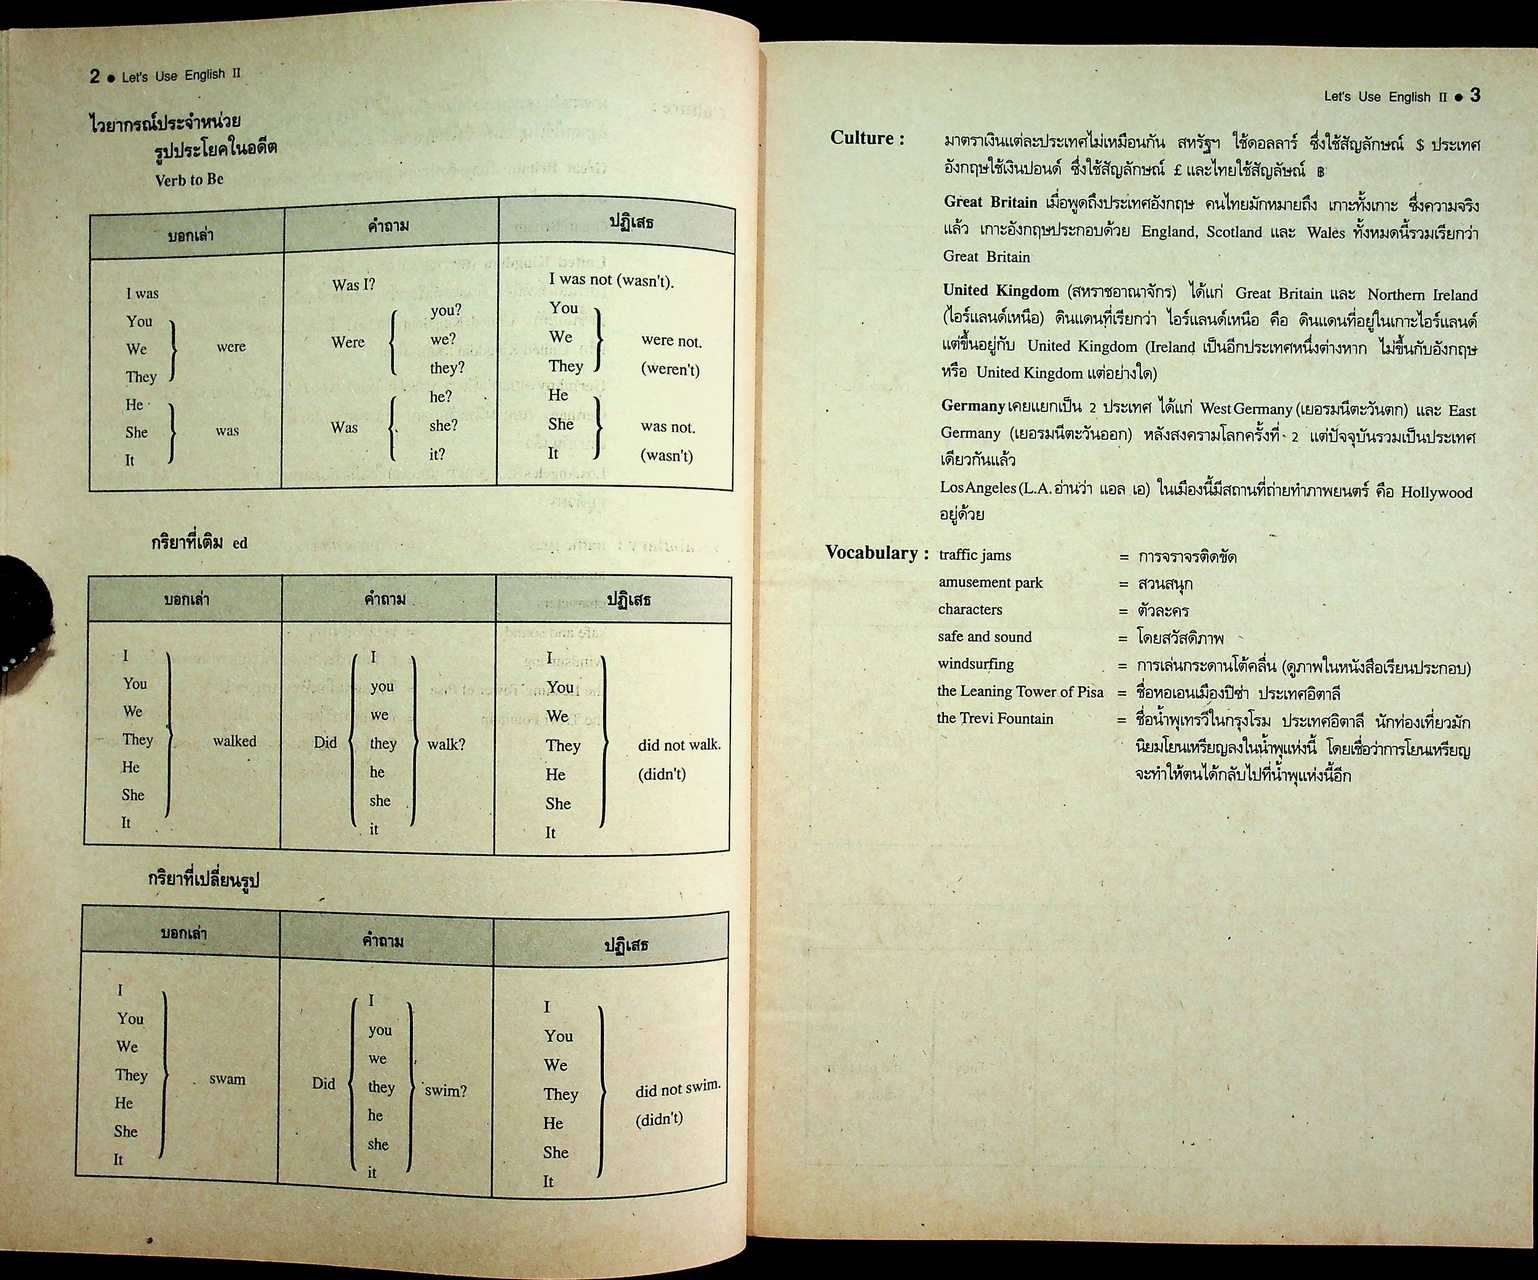 2 ● Let's Use English II
ไวยากรณ์ประจำหน่วย
รูปประโยคในอดีต
Verb to Be
บอกเล่า คำถาม ปฏิเสธ
I was
You
We were
They
He
She was
It
Was I?
you?
Were we?
they?
he?
Was she?
it?
I was not (wasn't).
You
We were not.
They (weren't)
He
She was not.
It (wasn't)
กริยาที่เติม ed
บอกเล่า คำถาม ปฏิเสธ
I
You
We
They walked
He
She
It
I
you
we
Did they walk?
he
she
it
I
You
We
They did not walk.
He (didn't)
She
It
กริยาที่เปลี่ยนรูป
บอกเล่า คำถาม ปฏิเสธ
I
You
We
They swam
He
She
It
I
you
we
Did they swim?
he
she
it
I
You
We
They did not swim.
He (didn't)
She
It
Let's Use English II ● 3
Culture : มาตราเงินแต่ละประเทศไม่เหมือนกัน สหรัฐฯ ใช้ดอลลาร์ ซึ่งใช้สัญลักษณ์ $ ประเทศ
อังกฤษใช้เงินปอนด์ ซึ่งใช้สัญลักษณ์ £ และไทยใช้สัญลัษณ์ ฿
Great Britain เมื่อพูดถึงประเทศอังกฤษ คนไทยมักหมายถึง เกาะทั้งเกาะ ซึ่งความจริง
แล้ว เกาะอังกฤษประกอบด้วย England, Scotland และ Wales ทั้งหมดนี้รวมเรียกว่า
Great Britain
United Kingdom (สหราชอาณาจักร) ได้แก่ Great Britain และ Northern Ireland
(ไอร์แลนด์เหนือ) ดินแดนที่เรียกว่า ไอร์แลนด์เหนือ คือ ดินแดนที่อยู่ในเกาะไอร์แลนด์
แต่ขึ้นอยู่กับ United Kingdom (Ireland เป็นอีกประเทศหนึ่งต่างหาก ไม่ขึ้นกับอังกฤษ
หรือ United Kingdom แต่อย่างใด)
Germany เคยแยกเป็น 2 ประเทศ ได้แก่ West Germany (เยอรมนีตะวันตก) และ East
Germany (เยอรมนีตะวันออก) หลังสงครามโลกครั้งที่ 2 แต่ปัจจุบันรวมเป็นประเทศ
เดียวกันแล้ว
Los Angeles (L.A. อ่านว่า แอล เอ) ในเมืองนี้มีสถานที่ถ่ายทำภาพยนตร์ คือ Hollywood
อยู่ด้วย
Vocabulary : traffic jams = การจราจรติดขัด
amusement park = สวนสนุก
characters = ตัวละคร
safe and sound = โดยสวัสดิภาพ
windsurfing = การเล่นกระดานโต้คลื่น (ดูภาพในหนังสือเรียนประกอบ)
the Leaning Tower of Pisa = ชื่อหอเอนเมืองปิซ่า ประเทศอิตาลี
the Trevi Fountain = ชื่อน้ำพุเทรวีในกรุงโรม ประเทศอิตาลี นักท่องเที่ยวมัก
นิยมโยนเหรียญลงในน้ำพุแห่งนี้ โดยเชื่อว่าการโยนเหรียญ
จะทำให้ตนได้กลับไปที่น้ำพุแห่งนี้อีก